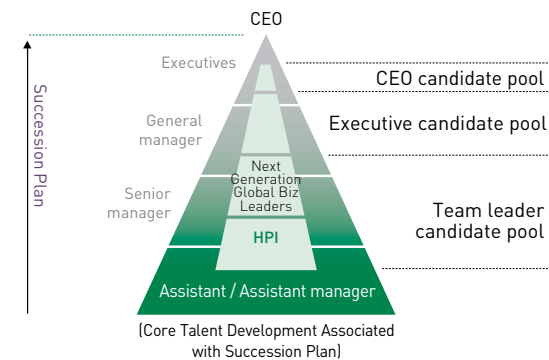 CEO
Executives
CEO candidate pool
General
manager
Executive candidate pool
Succession Plan
Next
Generation
Global Biz
Leaders
Senior
manager
Team leader
candidate pool
HPI
Assistant / Assistant manager
(Core Talent Development Associated
with Succession Plan)